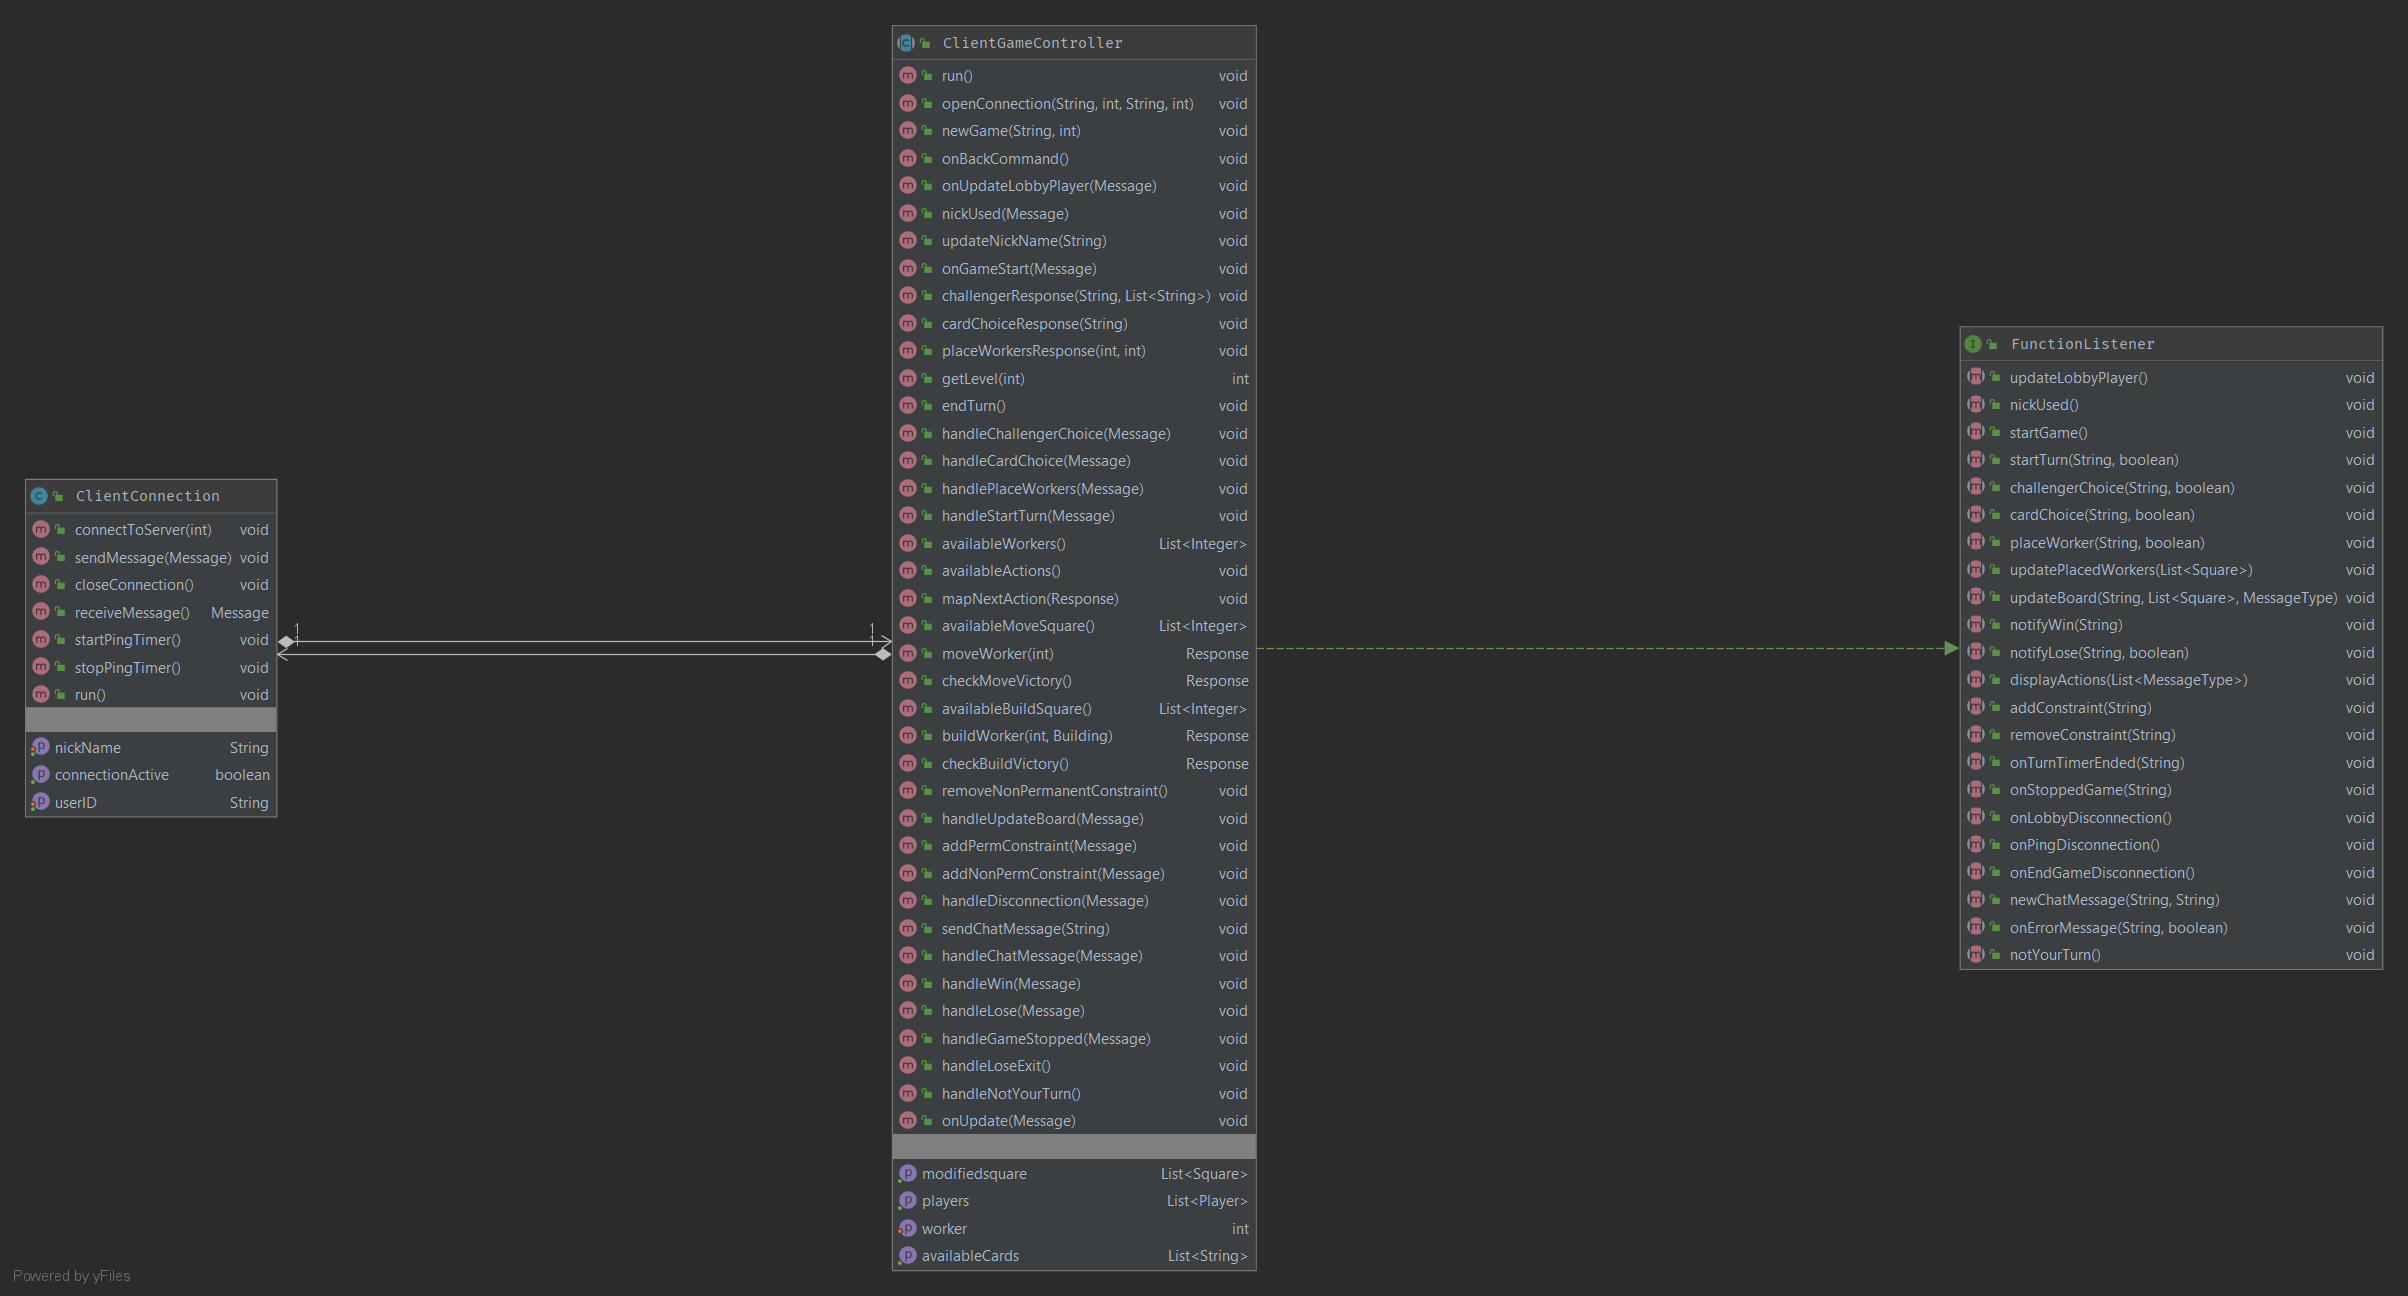 ClientConnection
connectToServer(int) void
sendMessage(Message) void
closeConnection() void
receiveMessage() Message
startPingTimer() void
stopPingTimer() void
run() void
nickName String
connectionActive boolean
userID String
1
1
1
1
ClientGameController
run() void
openConnection(String, int, String, int) void
newGame(String, int) void
onBackCommand() void
onUpdateLobbyPlayer(Message) void
nickUsed(Message) void
updateNickName(String) void
onGameStart(Message) void
challengerResponse(String, List<String>) void
cardChoiceResponse(String) void
placeWorkersResponse(int, int) void
getLevel(int) int
endTurn() void
handleChallengerChoice(Message) void
handleCardChoice(Message) void
handlePlaceWorkers(Message) void
handleStartTurn(Message) void
availableWorkers() List<Integer>
availableActions() void
mapNextAction(Response) void
availableMoveSquare() List<Integer>
moveWorker(int) Response
checkMoveVictory() Response
availableBuildSquare() List<Integer>
buildWorker(int, Building) Response
checkBuildVictory() Response
removeNonPermanentConstraint() void
handleUpdateBoard(Message) void
addPermConstraint(Message) void
addNonPermConstraint(Message) void
handleDisconnection(Message) void
sendChatMessage(String) void
handleChatMessage(Message) void
handleWin(Message) void
handleLose(Message) void
handleGameStopped(Message) void
handleLoseExit() void
handleNotYourTurn() void
onUpdate(Message) void
modifiedsquare List<Square>
players List<Player>
worker int
availableCards List<String>
FunctionListener
updateLobbyPlayer() void
nickUsed() void
startGame() void
startTurn(String, boolean) void
challengerChoice(String, boolean) void
cardChoice(String, boolean) void
placeWorker(String, boolean) void
updatePlacedWorkers(List<Square>) void
updateBoard(String, List<Square>, MessageType) void
notifyWin(String) void
notifyLose(String, boolean) void
displayActions(List<MessageType>) void
addConstraint(String) void
removeConstraint(String) void
onTurnTimerEnded(String) void
onStoppedGame(String) void
onLobbyDisconnection() void
onPingDisconnection() void
onEndGameDisconnection() void
newChatMessage(String, String) void
onErrorMessage(String, boolean) void
notYourTurn() void
Powered by yFiles